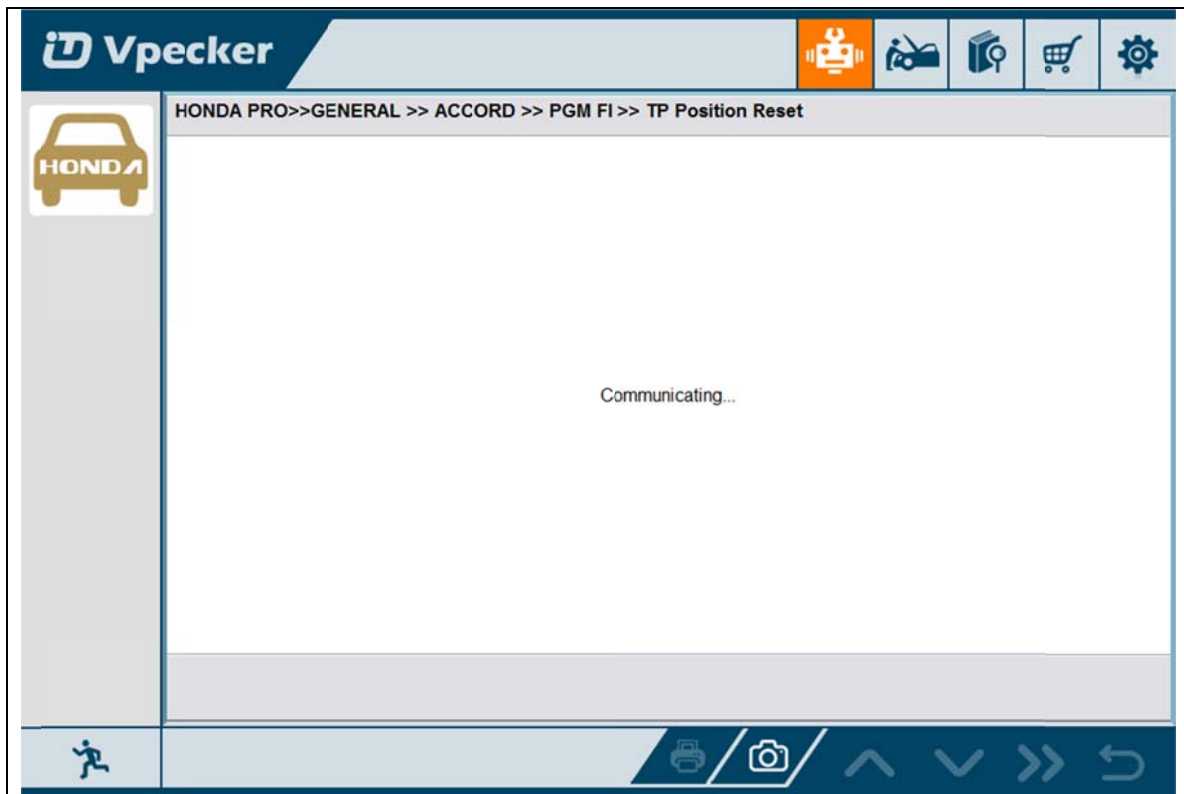 Vpecker
HONDA PRO>>GENERAL >> ACCORD >> PGM FI >> TP Position Reset
HONDA
Communicating...